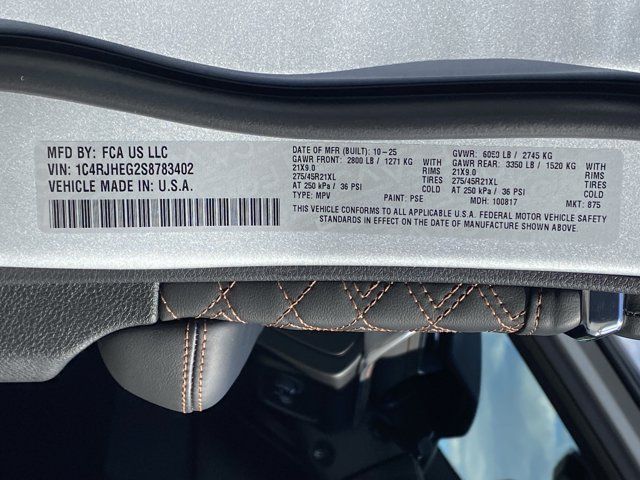 MFD BY: FCA US LLC
VIN: 1C4RJHEG2S8783402
VEHICLE MADE IN: U.S.A.
DATE OF MFR (BUILT): 10-25
GAWR FRONT: 2800 LB / 1271 KG WITH
21X9.0 RIMS
275/45R21XL TIRES
AT 250 kPa / 36 PSI COLD
TYPE: MPV PAINT: PSE
GVWR: 6053 LB / 2745 KG
GAWR REAR: 3350 LB / 1520 KG WITH
21X9.0 RIMS
275/45R21XL TIRES
AT 250 kPa / 36 PSI COLD
MDH: 100817 MKT: 875
THIS VEHICLE CONFORMS TO ALL APPLICABLE U.S.A. FEDERAL MOTOR VEHICLE SAFETY
STANDARDS IN EFFECT ON THE DATE OF MANUFACTURE SHOWN ABOVE.